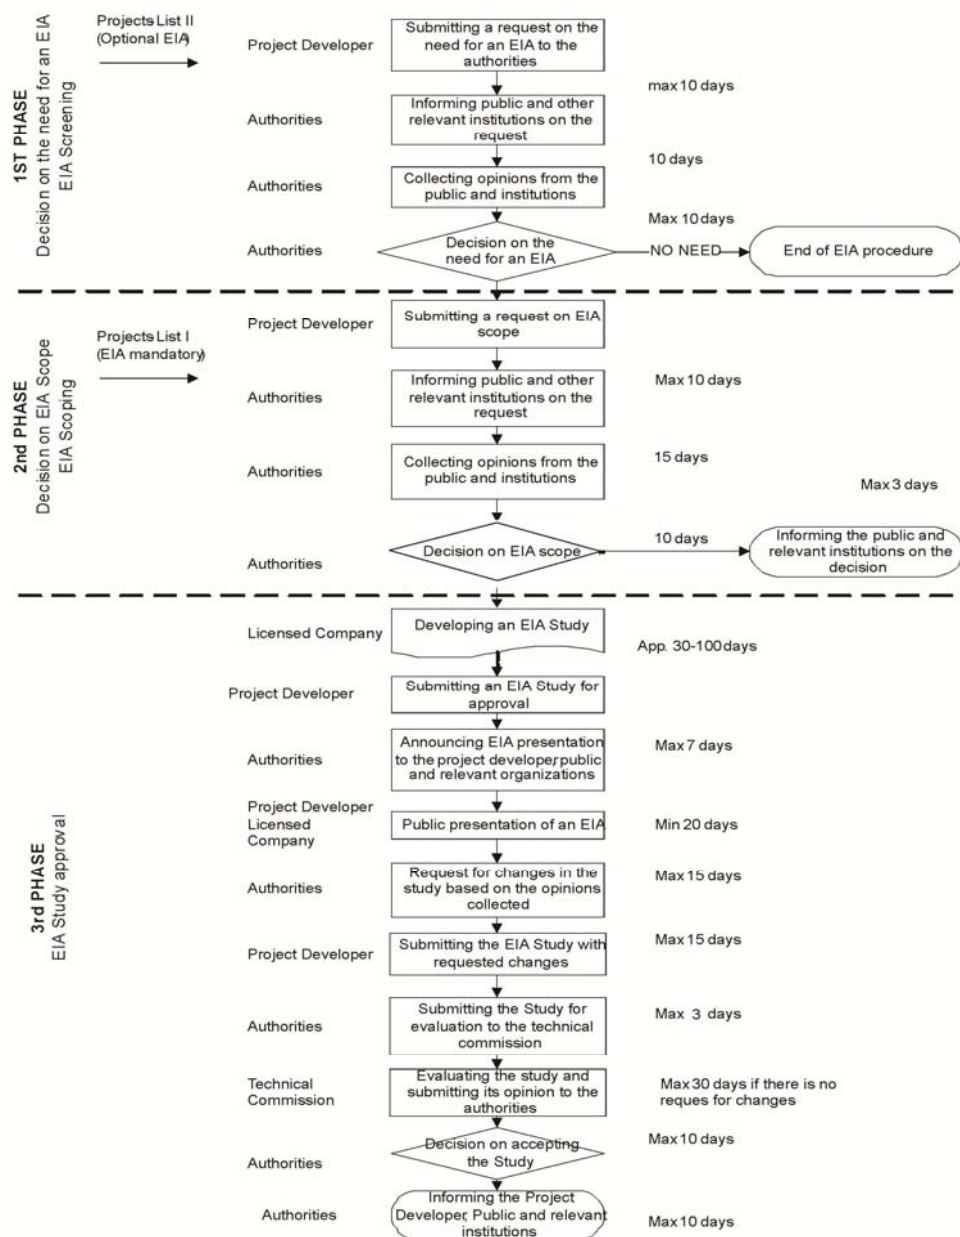 1ST PHASE
Decision on the need for an EIA
EIA Screening
Projects List II
(Optional EIA)
Project Developer
Submitting a request on the
need for an EIA to the
authorities
max 10 days
Authorities
Informing public and other
relevant institutions on the
request
10 days
Authorities
Collecting opinions from the
public and institutions
Max 10 days
Authorities
Decision on the
need for an EIA
NO NEED
End of EIA procedure
2nd PHASE
Decision on EIA Scope
EIA Scoping
Projects List I
(EIA mandatory)
Project Developer
Submitting a request on EIA
scope
Max 10 days
Authorities
Informing public and other
relevant institutions on the
request
15 days
Authorities
Collecting opinions from the
public and institutions
Max 3 days
Authorities
Decision on EIA scope
10 days
Informing the public and
relevant institutions on the
decision
3rd PHASE
EIA Study approval
Licensed Company
Developing an EIA Study
App. 30-100 days
Project Developer
Submitting an EIA Study for
approval
Authorities
Announcing EIA presentation
to the project developer, public
and relevant organizations
Max 7 days
Project Developer
Licensed
Company
Public presentation of an EIA
Min 20 days
Authorities
Request for changes in the
study based on the opinions
collected
Max 15 days
Project Developer
Submitting the EIA Study with
requested changes
Max 15 days
Authorities
Submitting the Study for
evaluation to the technical
commission
Max 3 days
Technical
Commission
Evaluating the study and
submitting its opinion to the
authorities
Max 30 days if there is no
reques for changes
Authorities
Decision on accepting
the Study
Max 10 days
Authorities
Informing the Project
Developer, Public and relevant
institutions
Max 10 days